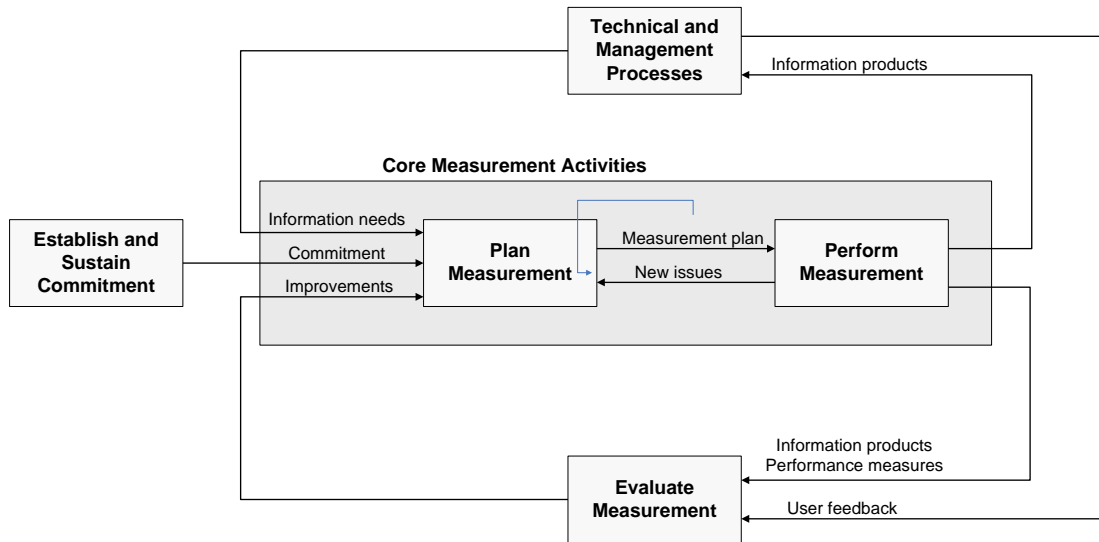 Technical and
Management
Processes
Information products
Core Measurement Activities
Information needs
Establish and
Sustain
Commitment
Commitment
Improvements
Plan
Measurement
Measurement plan
New issues
Perform
Measurement
Information products
Performance measures
Evaluate
Measurement
User feedback